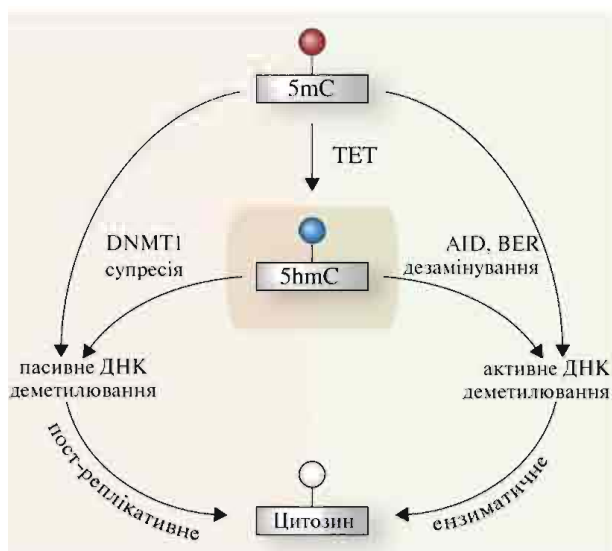 5mC
TET
DNMT1
супресія
5hmC
AID, BER
дезамінування
пасивне ДНК
деметилювання
активне ДНК
деметилювання
пост-реплікативне
ензиматичне
Цитозин